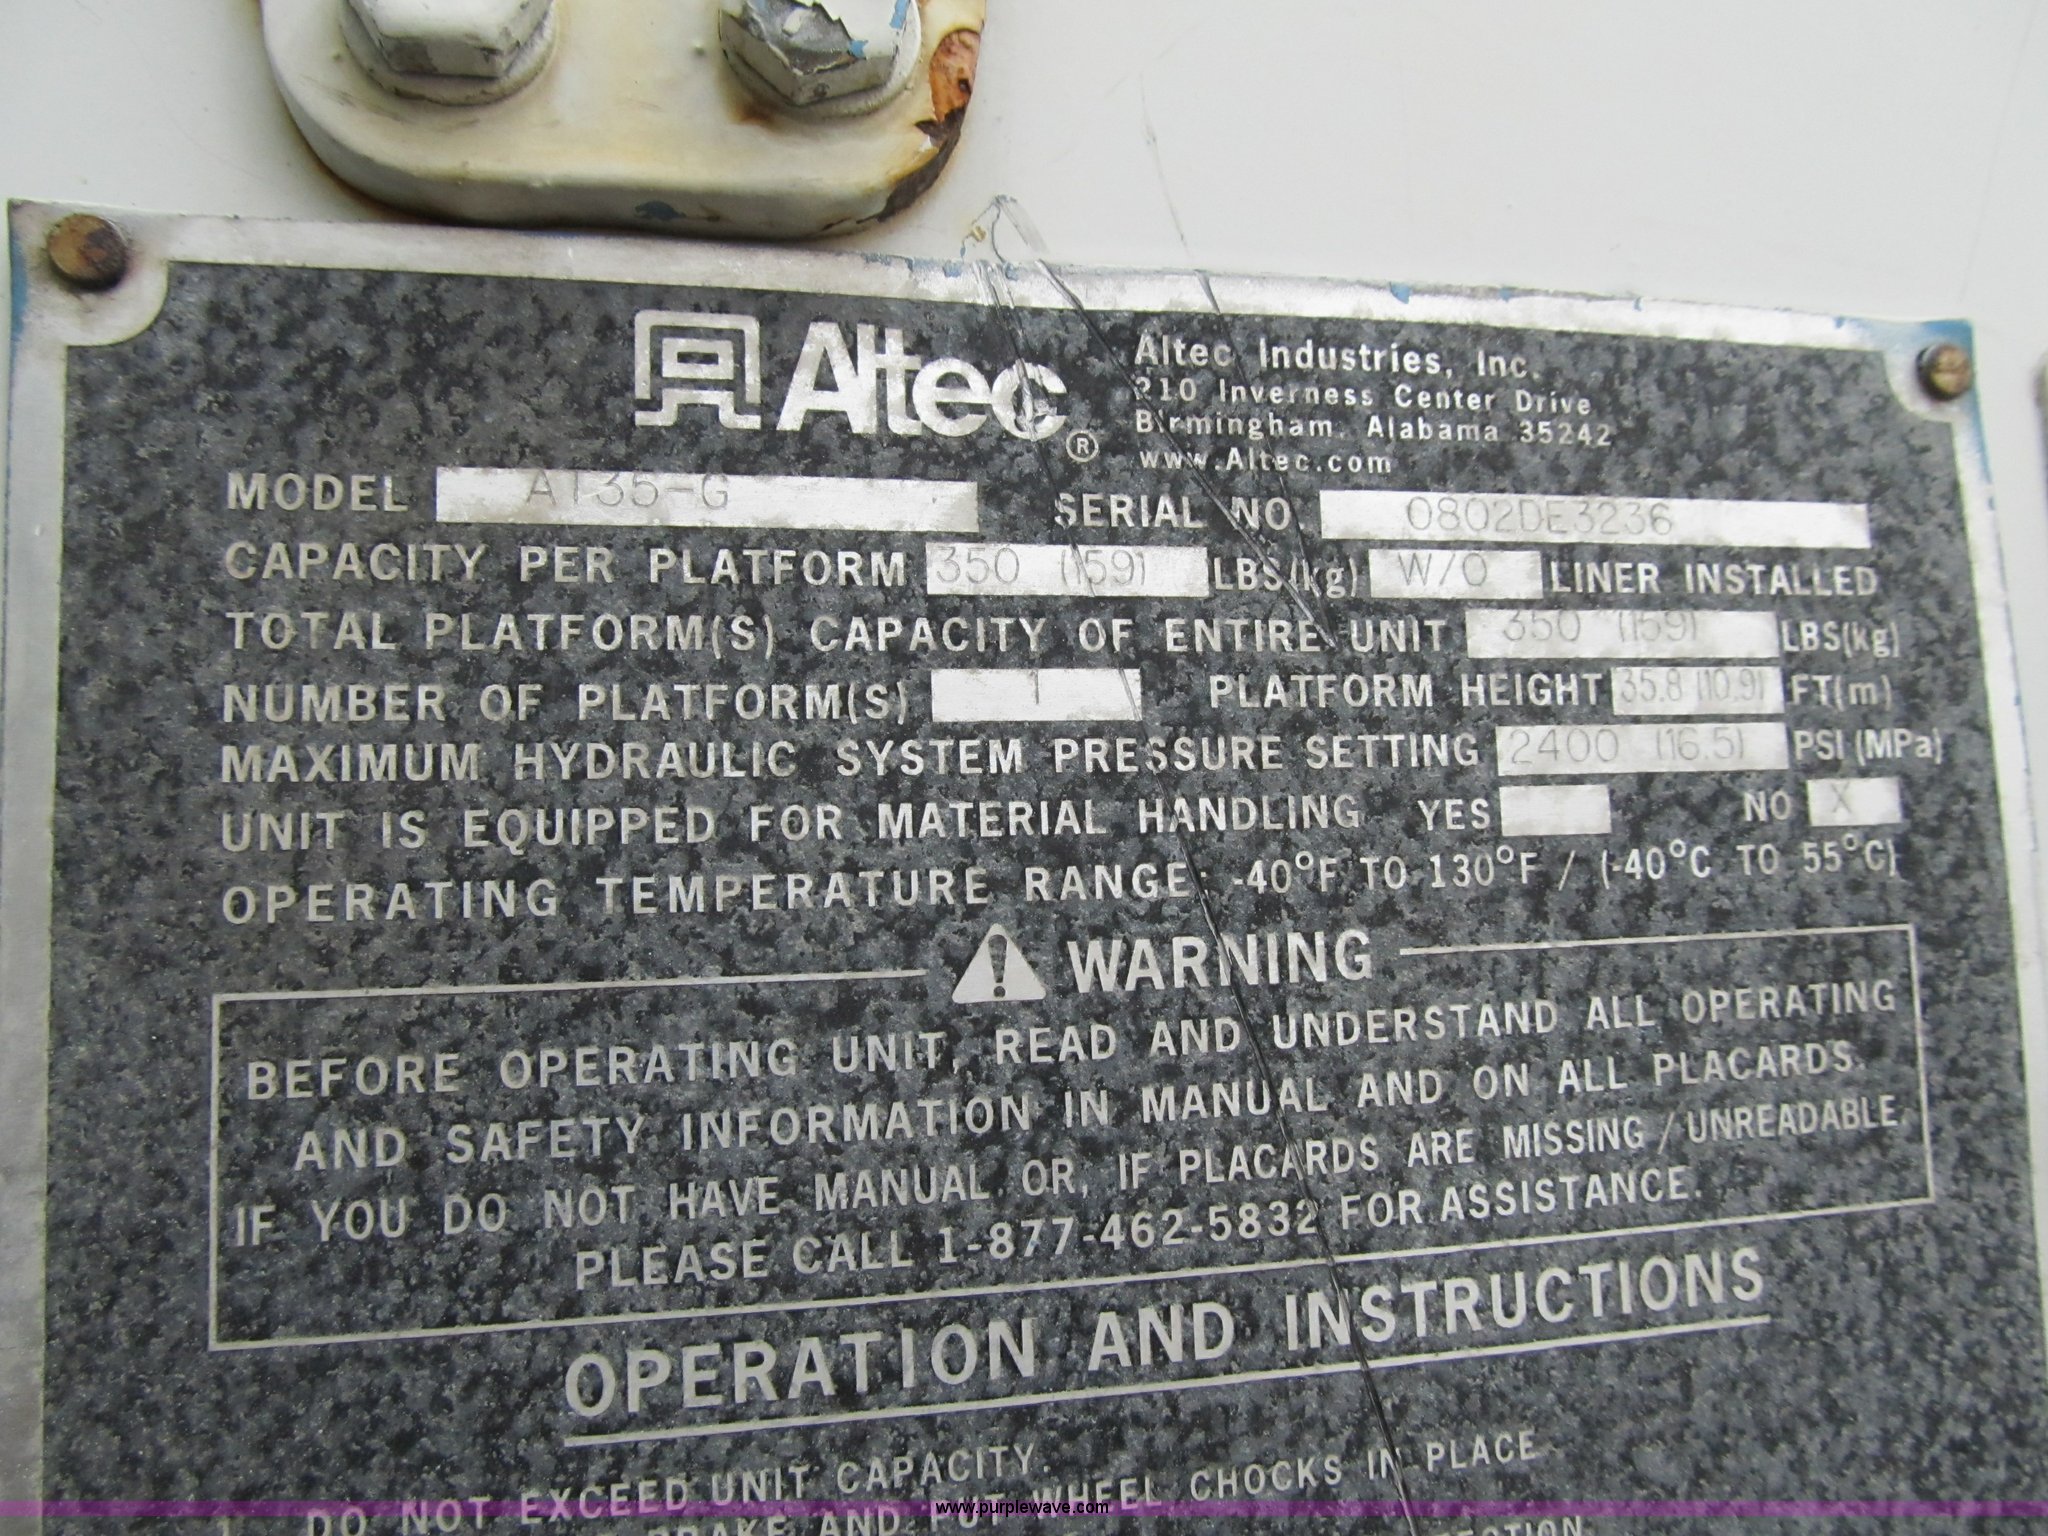 Altec®
Altec Industries, Inc.
210 Inverness Center Drive
Birmingham, Alabama 35242
www.Altec.com
MODEL AT35-G SERIAL NO. 0802DE3236
CAPACITY PER PLATFORM 350 (159) LBS(kg) W/O LINER INSTALLED
TOTAL PLATFORM(S) CAPACITY OF ENTIRE UNIT 350 (159) LBS(kg)
NUMBER OF PLATFORM(S) 1 PLATFORM HEIGHT 35.8 (10.9) FT(m)
MAXIMUM HYDRAULIC SYSTEM PRESSURE SETTING 2400 (16.5) PSI (MPa)
UNIT IS EQUIPPED FOR MATERIAL HANDLING YES NO X
OPERATING TEMPERATURE RANGE: -40°F TO 130°F / (-40°C TO 55°C)
WARNING
BEFORE OPERATING UNIT, READ AND UNDERSTAND ALL OPERATING
AND SAFETY INFORMATION IN MANUAL AND ON ALL PLACARDS.
IF YOU DO NOT HAVE MANUAL OR, IF PLACARDS ARE MISSING / UNREADABLE,
PLEASE CALL 1-877-462-5832 FOR ASSISTANCE.
OPERATION AND INSTRUCTIONS
1. DO NOT EXCEED UNIT CAPACITY.
BRAKE AND PUT WHEEL CHOCKS IN PLACE
www.purplewave.com